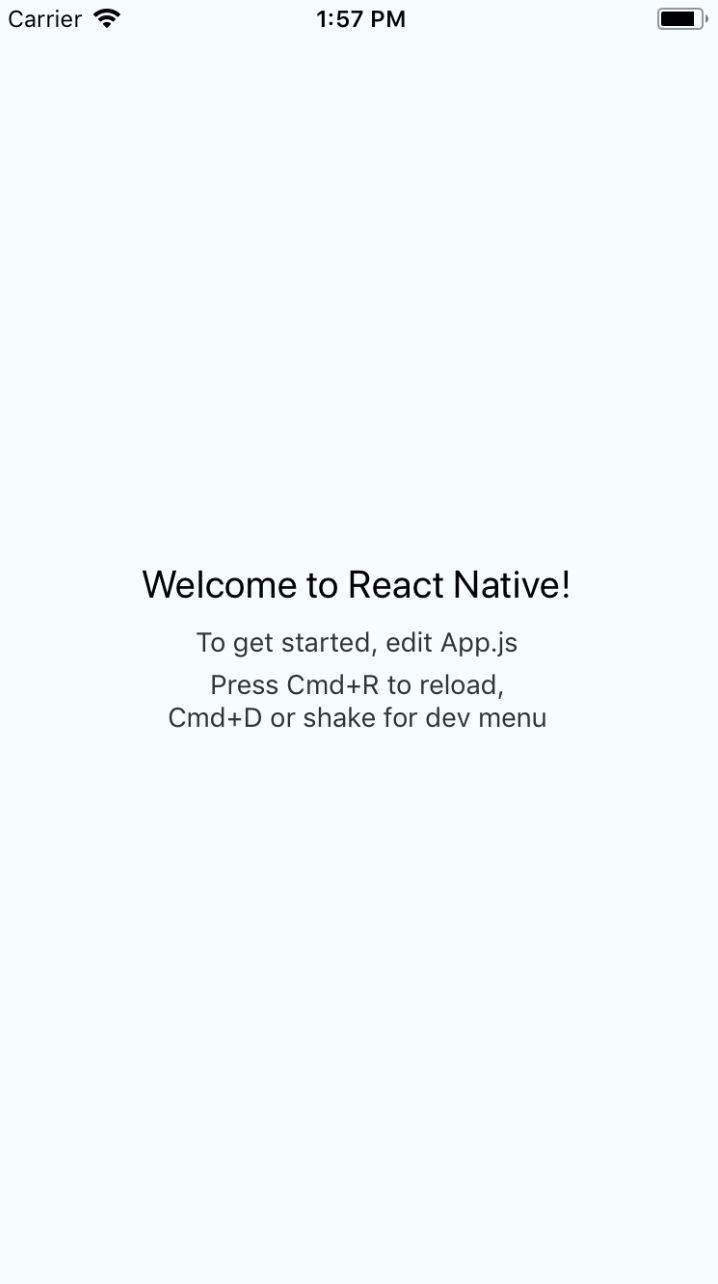 Carrier 1:57 PM
Welcome to React Native!
To get started, edit App.js
Press Cmd+R to reload,
Cmd+D or shake for dev menu